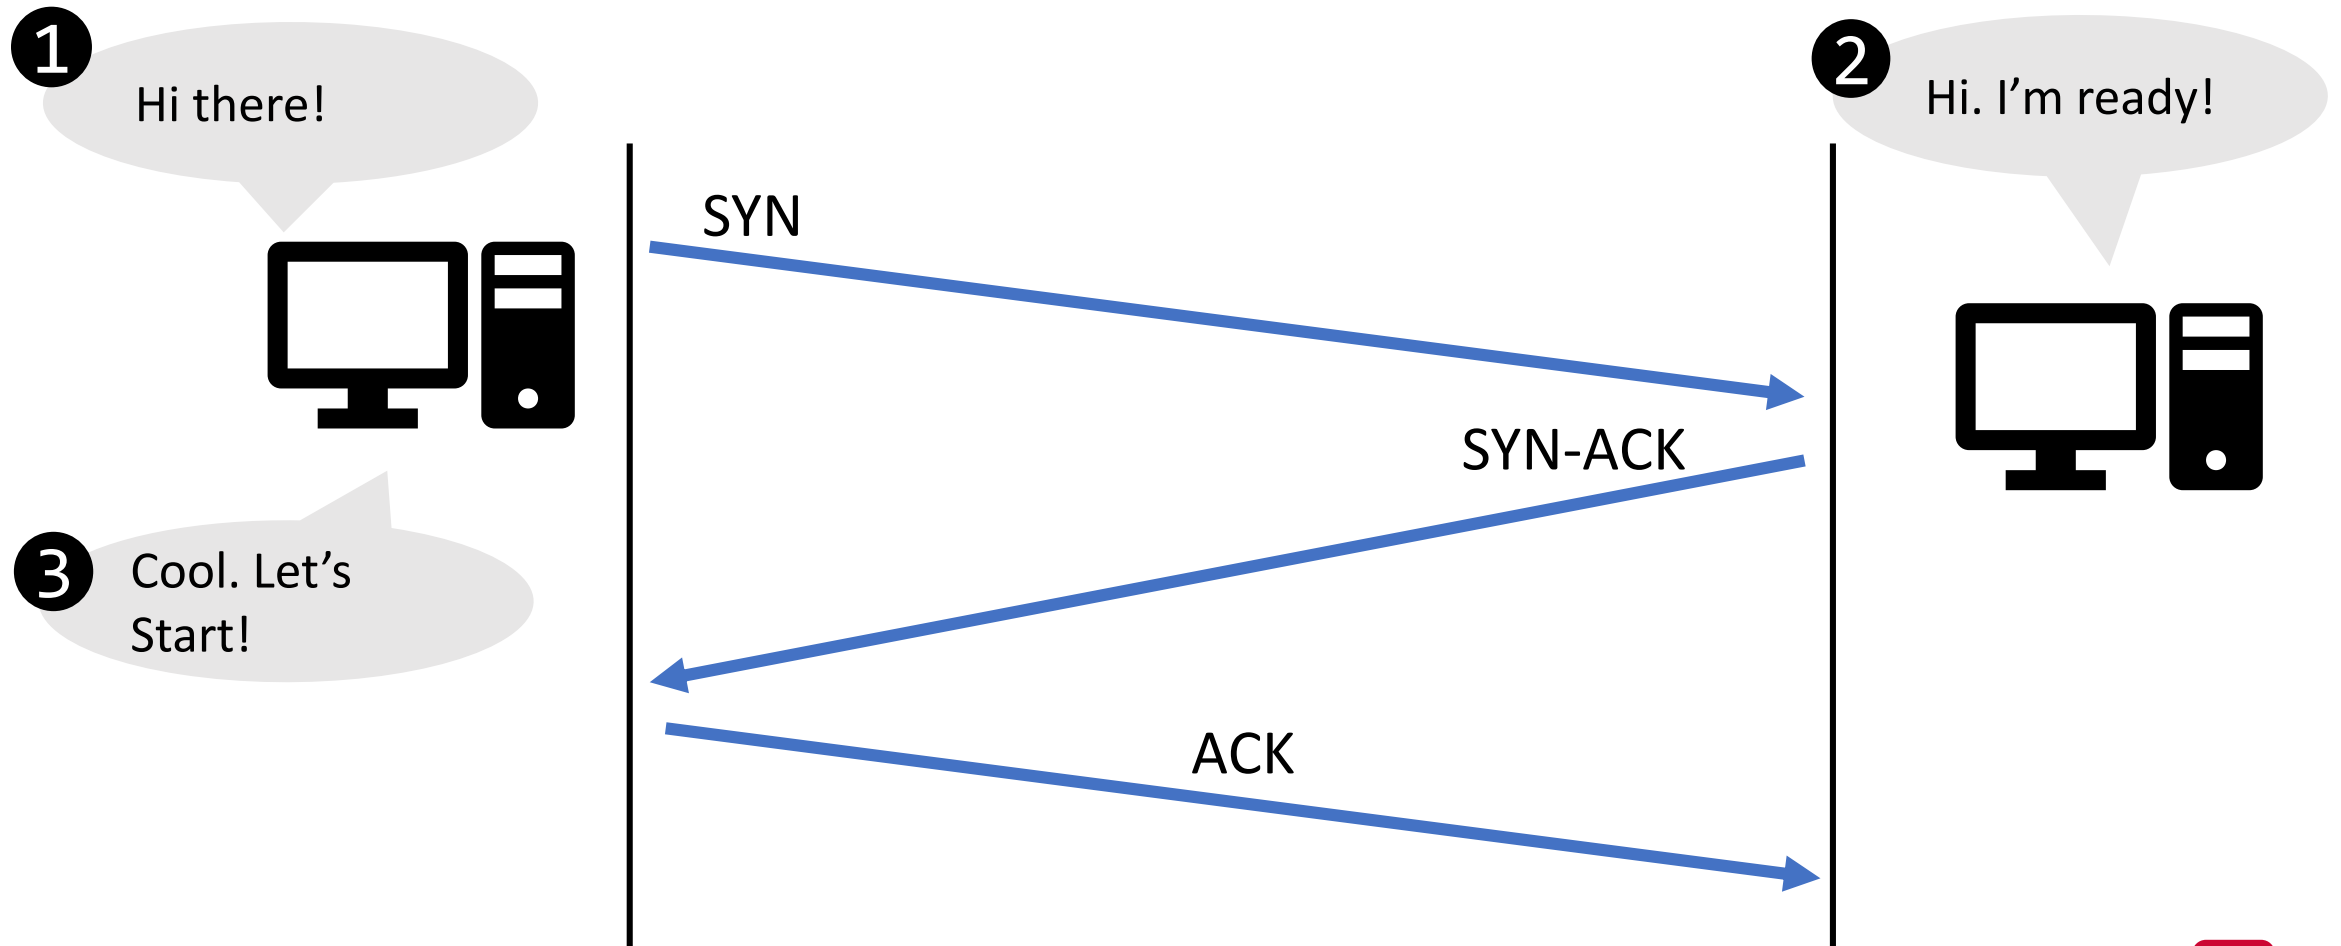 1
Hi there!
2
Hi. I'm ready!
SYN
SYN-ACK
3
Cool. Let's
Start!
ACK